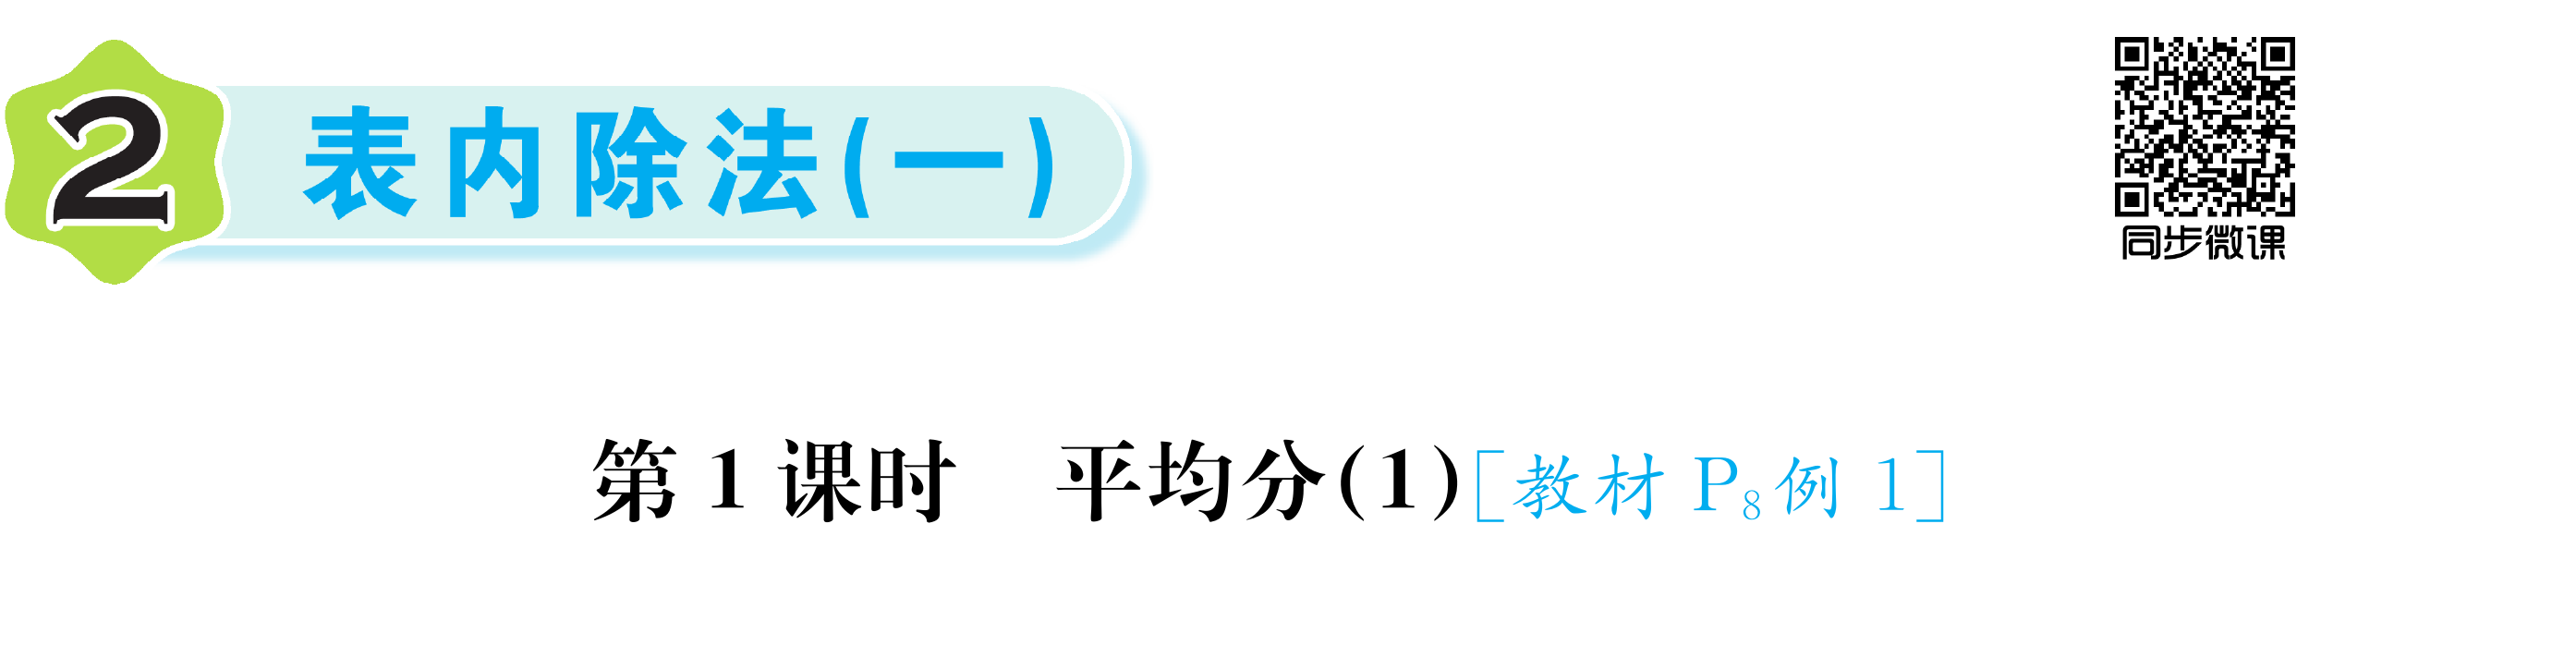 2 表内除法(一)
同步微课
第 1 课时 平均分(1)[教材 P₈例 1]